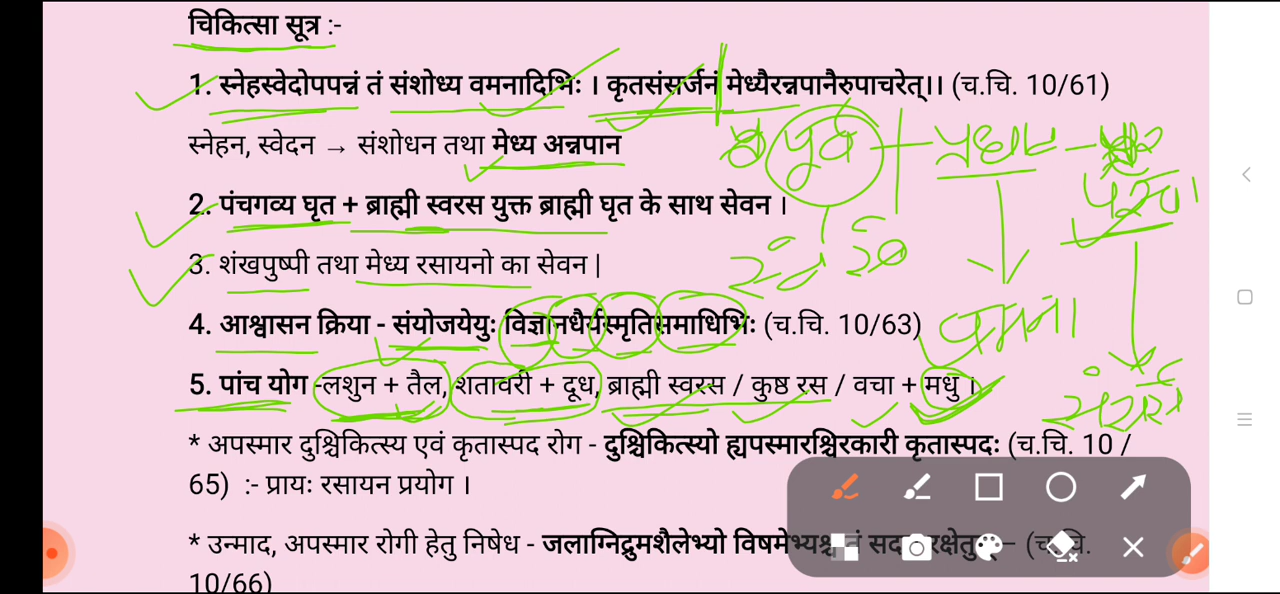 चिकित्सा सूत्र :-
1. स्नेहस्वेदोपपन्नं तं संशोध्य वमनादिभिः । कृतसंसर्जनं मेध्यैरन्नपानैरुपाचरेत्।। (च.चि. 10/61)
स्नेहन, स्वेदन → संशोधन तथा मेध्य अन्नपान
पूर्व + प्रधान -
2. पंचगव्य घृत + ब्राह्मी स्वरस युक्त ब्राह्मी घृत के साथ सेवन ।
3. शंखपुष्पी तथा मेध्य रसायनो का सेवन |
4. आश्वासन क्रिया - संयोजयेयुः विज्ञानधैर्यस्मृतिसमाधिभिः (च.चि. 10/63)
5. पांच योग -लशुन + तैल, शतावरी + दूध, ब्राह्मी स्वरस / कुष्ठ रस / वचा + मधु ।
* अपस्मार दुश्चिकित्स्य एवं कृतास्पद रोग - दुश्चिकित्स्यो ह्यपस्मारश्चिरकारी कृतास्पदः (च.चि. 10 /
65) :- प्रायः रसायन प्रयोग ।
* उन्माद, अपस्मार रोगी हेतु निषेध - जलाग्निद्रुमशैलेभ्यो विषमेभ्यश्च
10/66)